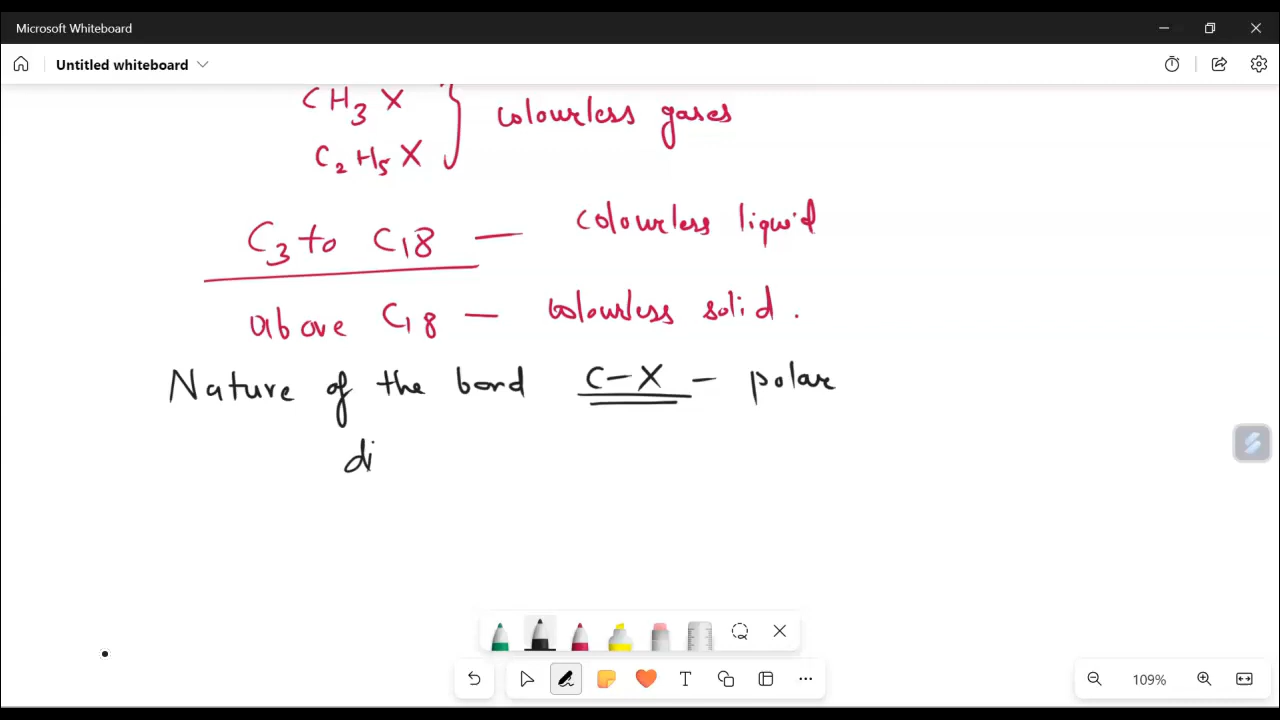 Microsoft Whiteboard
Untitled whiteboard
CH3X
C2H5X } colourless gases
C3 to C18 — colourless liquid
above C18 — colourless solid.
Nature of the bond C-X - polar
di
109%